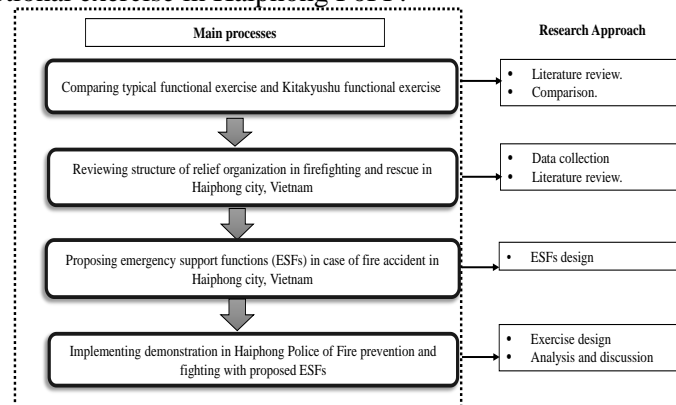 Main processes
Research Approach
Comparing typical functional exercise and Kitakyushu functional exercise
• Literature review.
• Comparison.
Reviewing structure of relief organization in firefighting and rescue in
Haiphong city, Vietnam
• Data collection
• Literature review.
Proposing emergency support functions (ESFs) in case of fire accident in
Haiphong city, Vietnam
• ESFs design
Implementing demonstration in Haiphong Police of Fire prevention and
fighting with proposed ESFs
• Exercise design
• Analysis and discussion